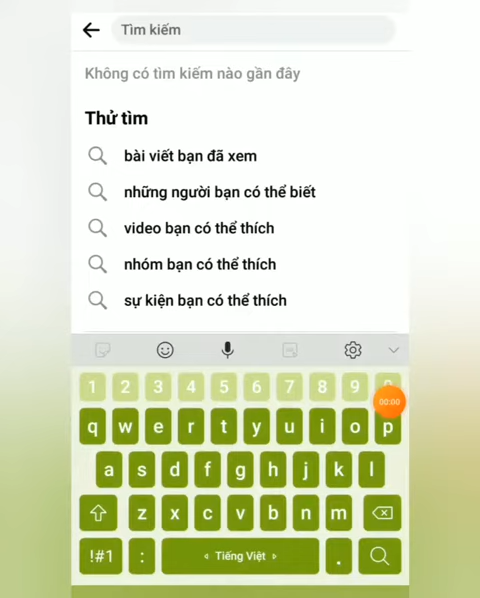 Tìm kiếm
Không có tìm kiếm nào gần đây
Thử tìm
bài viết bạn đã xem
những người bạn có thể biết
video bạn có thể thích
nhóm bạn có thể thích
sự kiện bạn có thể thích
1 2 3 4 5 6 7 8 9 0
00:00
q w e r t y u i o p
a s d f g h j k l
z x c v b n m
!#1 : Tiếng Việt .